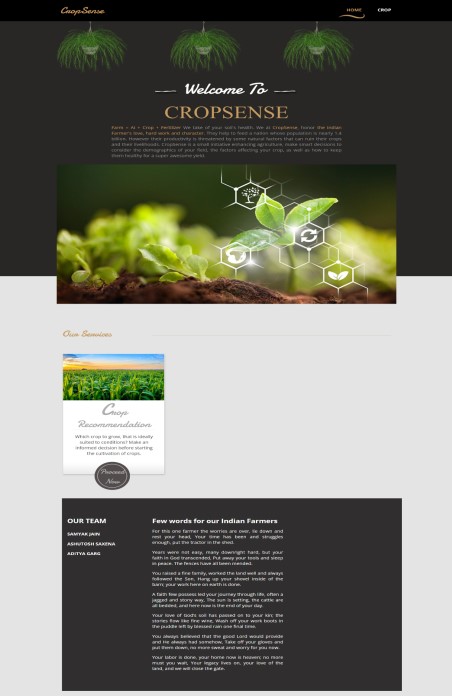 CropSense
HOME CROP
Welcome To
CROPSENSE
Farm + AI + Crop + Fertilizer We take of your soil's health. We at CropSense, honor the Indian
Farmer's love, hard work and character. They help to feed a nation whose population is nearly 1.4
billion. However their productivity is threatened by some natural factors that can ruin their crops
and their livelihoods. CropSense is a small initiative enhancing agriculture, make smart decisions to
consider the demographics of your field, the factors affecting your crop, as well as how to keep
them healthy for a super awesome yield.
Our Services
Crop
Recommendation
Which crop to grow, that is ideally
suited to conditions? Make an
informed decision before starting
the cultivation of crops.
Proceed
Now
OUR TEAM
SAMYAK JAIN
ASHUTOSH SAXENA
ADITYA GARG
Few words for our Indian Farmers
For this one farmer the worries are over, lie down and
rest your head, Your time has been and struggles
enough, put the tractor in the shed.
Years were not easy, many downright hard, but your
faith in God transcended, Put away your tools and sleep
in peace. The fences have all been mended.
You raised a fine family, worked the land well and always
followed the Son, Hang up your shovel inside of the
barn; your work here on earth is done.
A faith few possess led your journey through life, often a
jagged and stony way, The sun is setting, the cattle are
all bedded, and here now is the end of your day.
Your love of God's soil has passed on to your kin; the
stories flow like fine wine, Wash off your work boots in
the puddle left by blessed rain one final time.
You always believed that the good Lord would provide
and He always had somehow, Take off your gloves and
put them down, no more sweat and worry for you now.
Your labor is done, your home now is heaven; no more
must you wait, Your legacy lives on, your love of the
land, and we will close the gate.